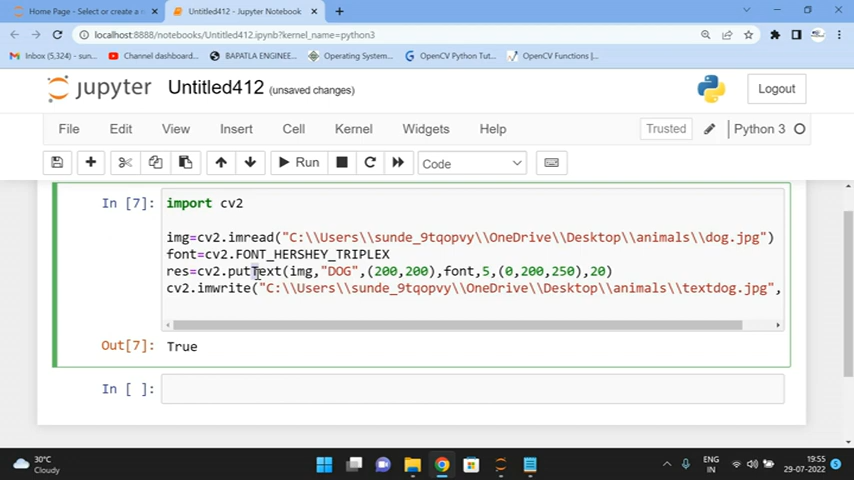 Home Page - Select or create a n
Untitled412 - Jupyter Notebook
localhost:8888/notebooks/Untitled412.ipynb?kernel_name=python3
Inbox (5,324) - sun
Channel dashboard...
BAPATLA ENGINEE...
Operating System...
OpenCV Python Tut...
OpenCV Functions |...
jupyter
Untitled412 (unsaved changes)
Logout
File Edit View Insert Cell Kernel Widgets Help
Trusted
Python 3
Run
Code
In [7]:
import cv2
img=cv2.imread("C:\\Users\\sunde_9tqopvy\\OneDrive\\Desktop\\animals\\dog.jpg")
font=cv2.FONT_HERSHEY_TRIPLEX
res=cv2.putText(img,"DOG",(200,200),font,5,(0,200,250),20)
cv2.imwrite("C:\\Users\\sunde_9tqopvy\\OneDrive\\Desktop\\animals\\textdog.jpg",
Out[7]: True
In [ ]:
30°C
Cloudy
ENG
IN
19:55
29-07-2022
5